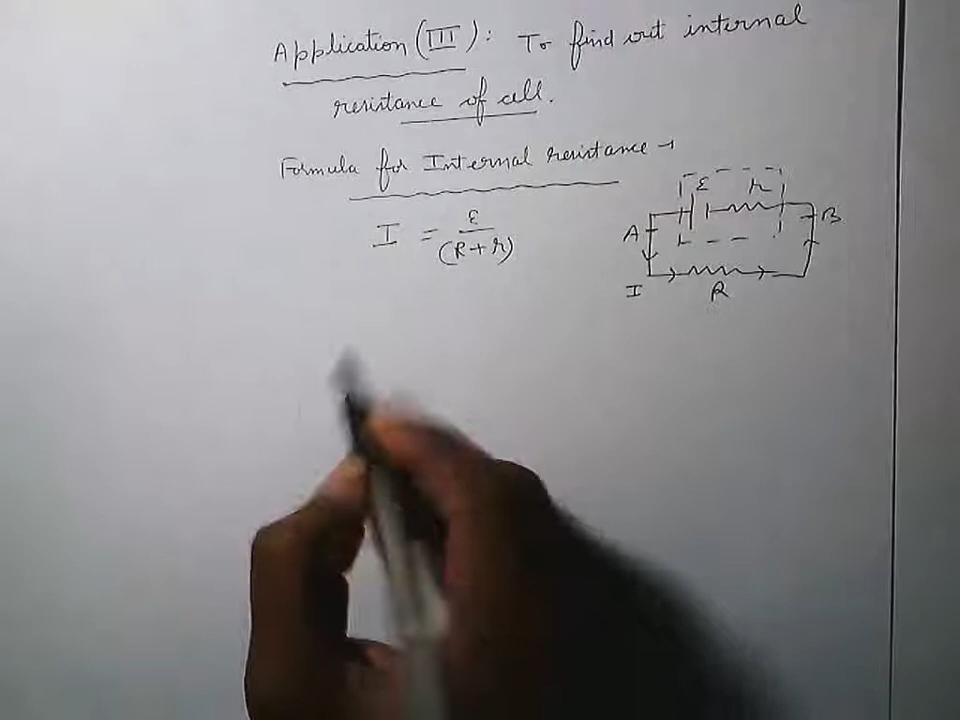 Application (III): To find out internal
resistance of cell.
Formula for Internal resistance →
I = ε / (R+r)
ε r
A B
I R